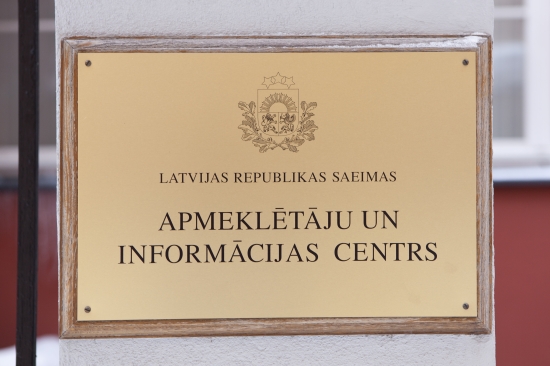 LATVIJAS REPUBLIKAS SAEIMAS
APMEKLĒTĀJU UN
INFORMĀCIJAS CENTRS